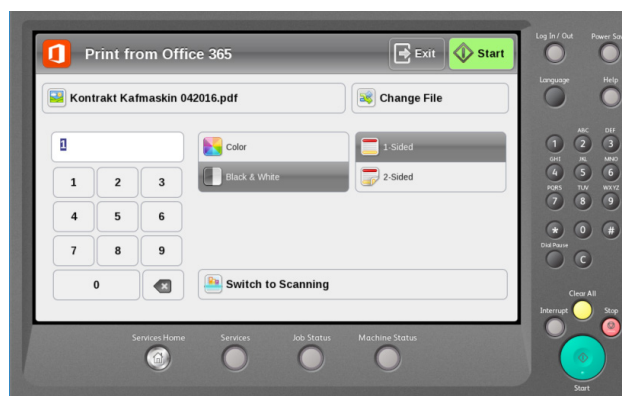 Print from Office 365
Exit
Start
Kontrakt Kafmaskin 042016.pdf
Change File
1
Color
1-Sided
Black & White
2-Sided
1 2 3
4 5 6
7 8 9
0
Switch to Scanning
Services Home
Services
Job Status
Machine Status
Log In / Out
Power Sav
Language
Help
ABC DEF
1 2 3
GHI JKL MNO
4 5 6
PQRS TUV WXYZ
7 8 9
* 0 #
Dial Pause
C
Clear All
Interrupt
Stop
Start